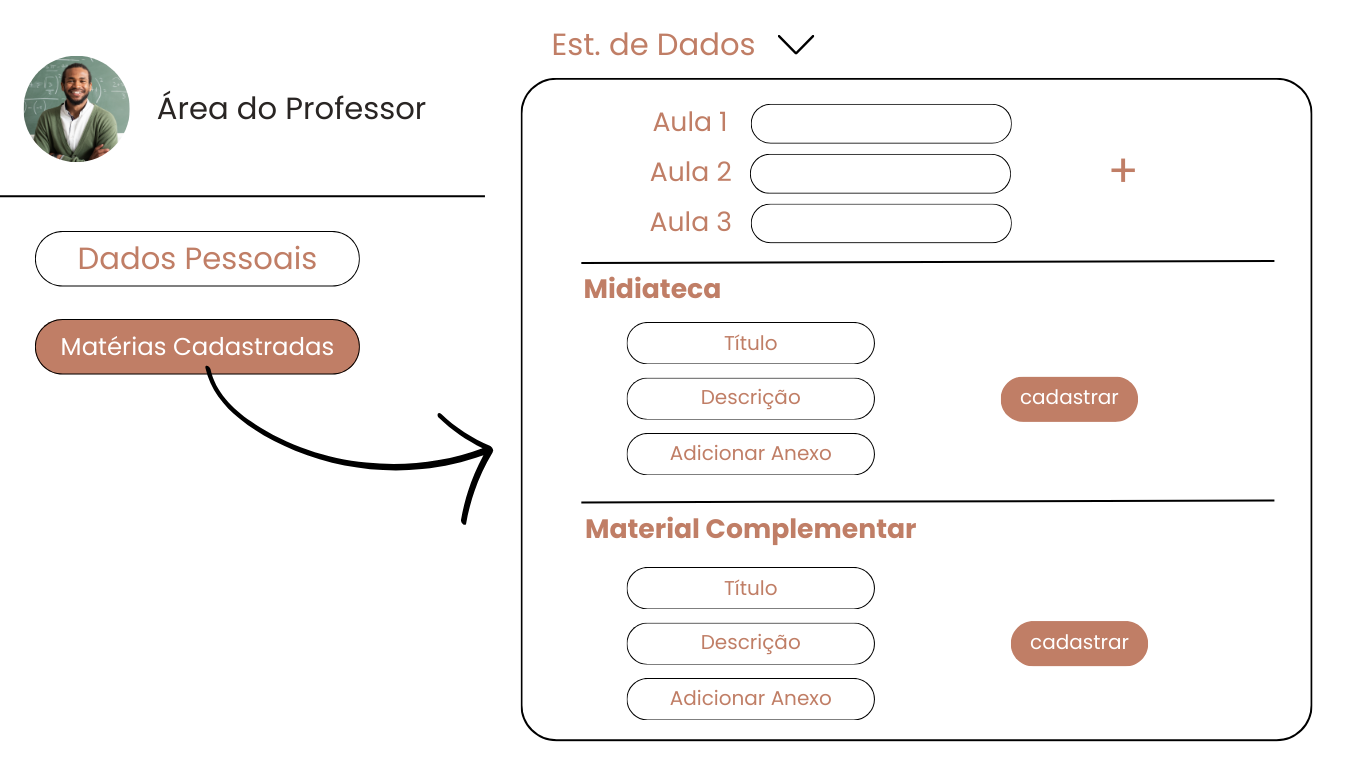 Área do Professor
Dados Pessoais
Matérias Cadastradas
Est. de Dados
Aula 1
Aula 2
+
Aula 3
Midiateca
Título
Descrição
cadastrar
Adicionar Anexo
Material Complementar
Título
Descrição
cadastrar
Adicionar Anexo